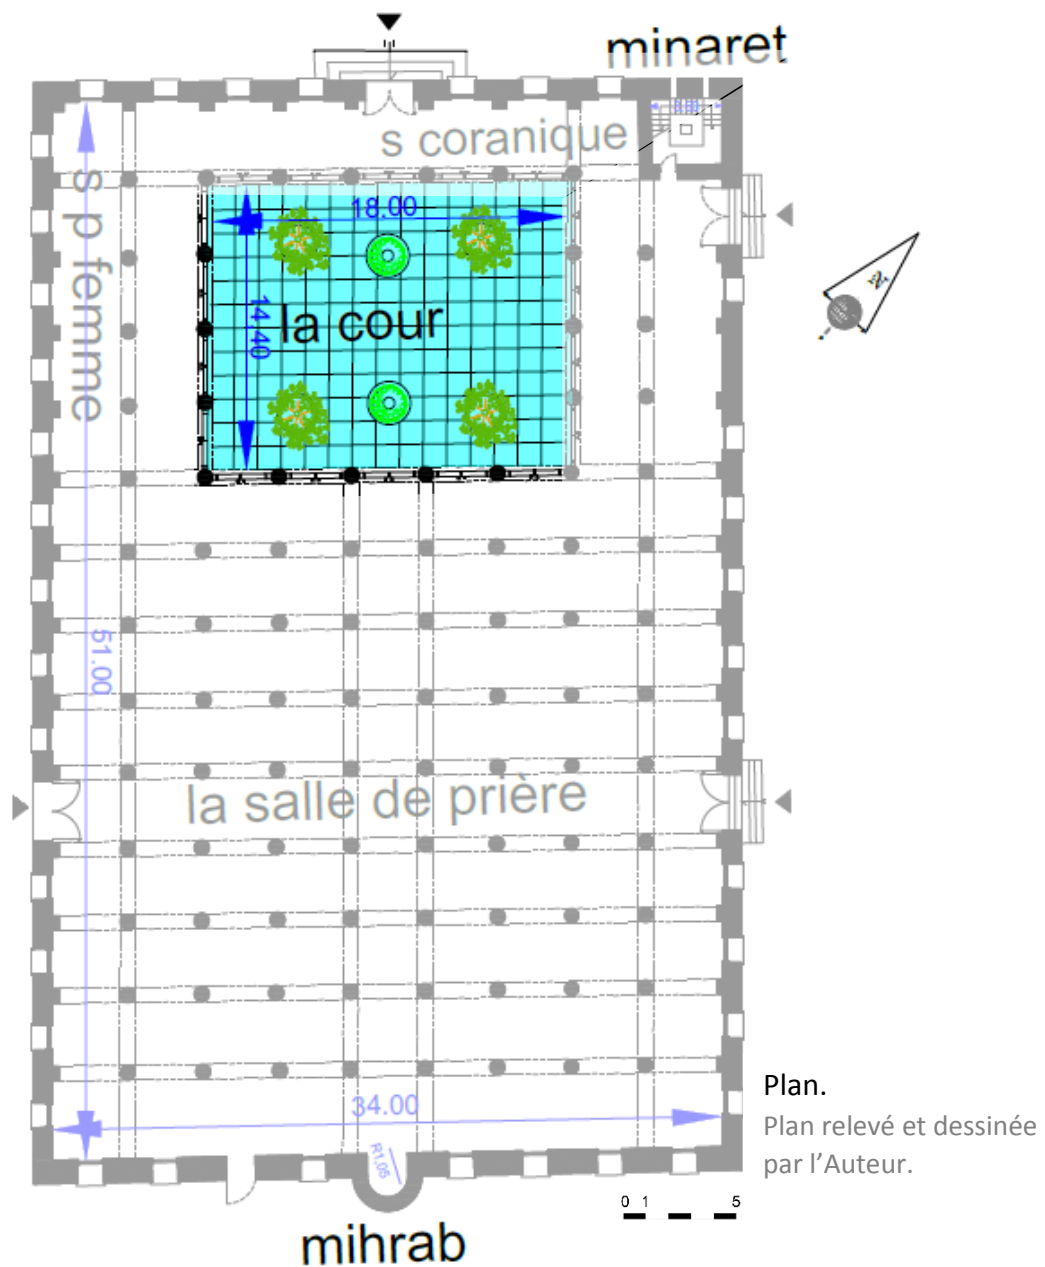 minaret
s coranique
s p femme
18.00
14.40
la cour
N
51.00
la salle de prière
34.00
R1,05
mihrab
Plan.
Plan relevé et dessinée
par l'Auteur.
0 1 5